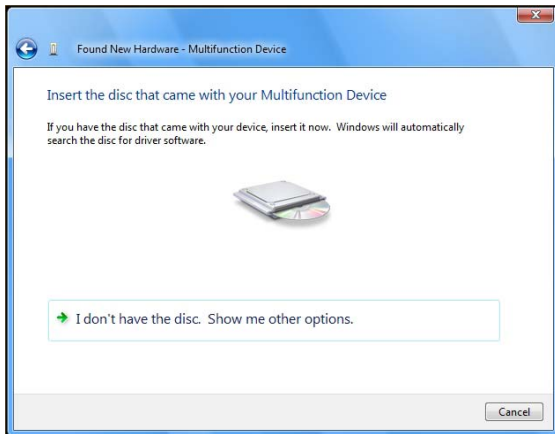 Found New Hardware - Multifunction Device
Insert the disc that came with your Multifunction Device
If you have the disc that came with your device, insert it now.  Windows will automatically
search the disc for driver software.
I don't have the disc.  Show me other options.
Cancel